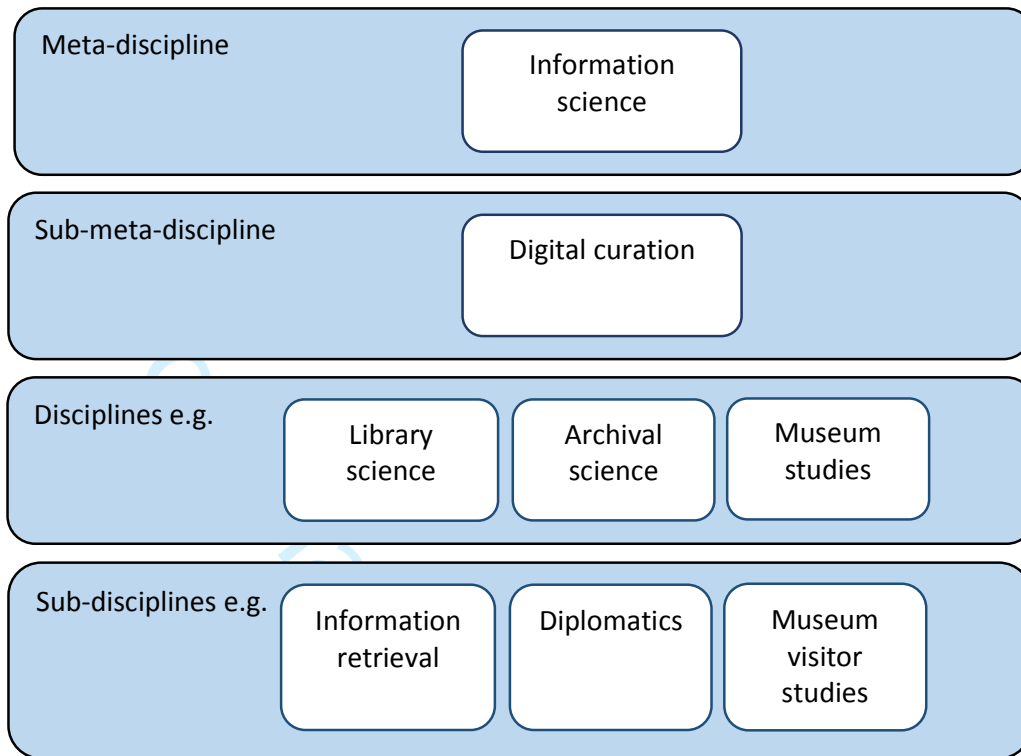 Meta-discipline
Information
science
Sub-meta-discipline
Digital curation
Disciplines e.g.
Library
science
Archival
science
Museum
studies
Sub-disciplines e.g.
Information
retrieval
Diplomatics
Museum
visitor
studies